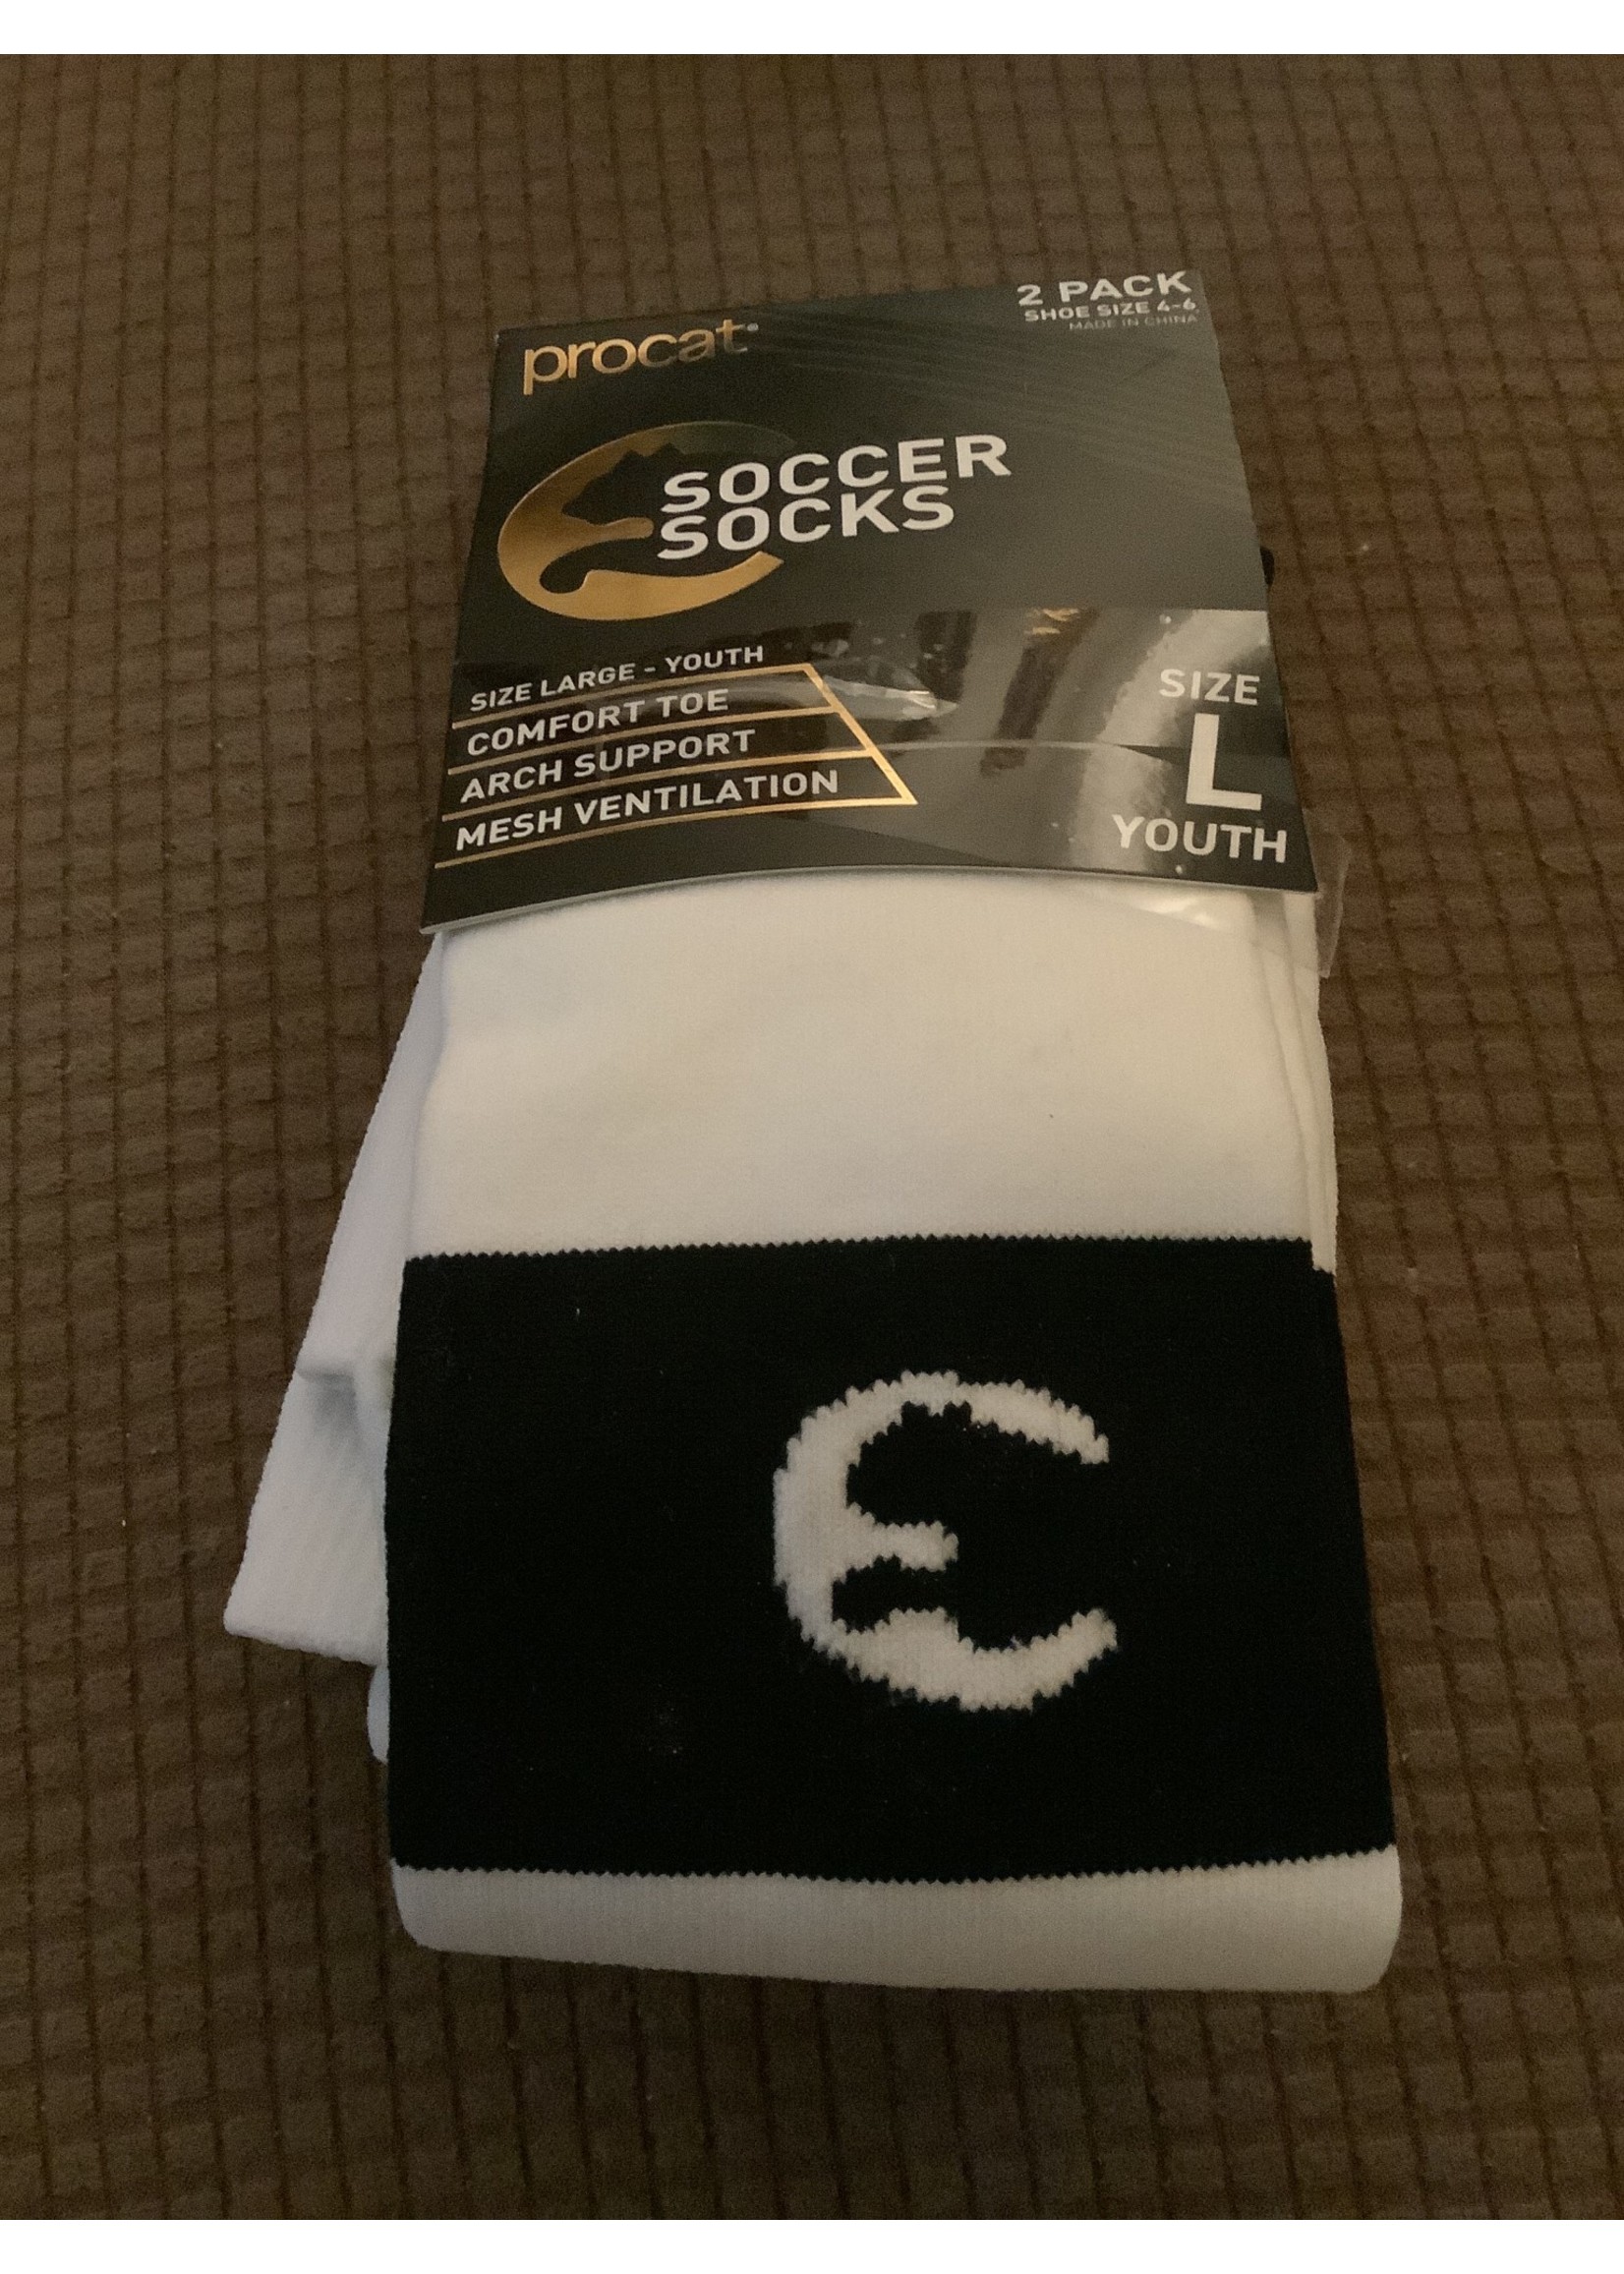 procat®
2 PACK
SHOE SIZE 4-6
MADE IN CHINA
SOCCER
SOCKS
SIZE LARGE - YOUTH
COMFORT TOE
ARCH SUPPORT
MESH VENTILATION
SIZE
L
YOUTH